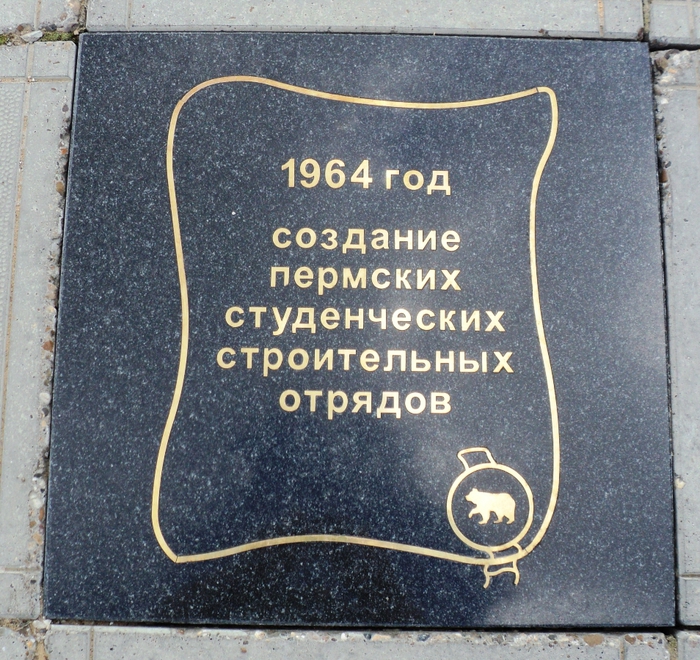 1964 год
создание
пермских
студенческих
строительных
отрядов